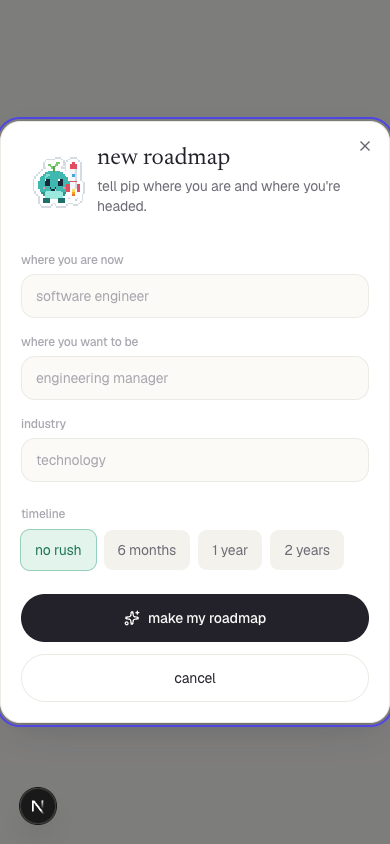 new roadmap
tell pip where you are and where you're
headed.
where you are now
software engineer
where you want to be
engineering manager
industry
technology
timeline
no rush
6 months
1 year
2 years
make my roadmap
cancel
N